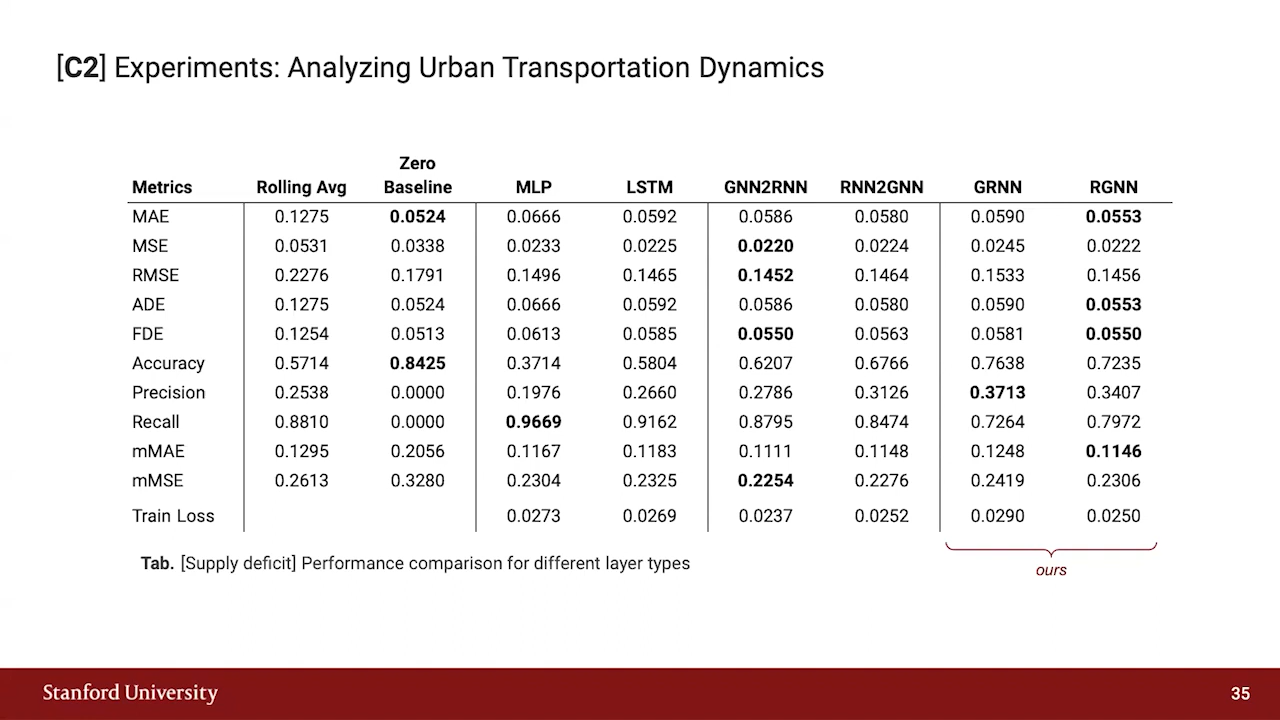 [C2] Experiments: Analyzing Urban Transportation Dynamics
Zero
Metrics Rolling Avg Baseline MLP LSTM GNN2RNN RNN2GNN GRNN RGNN
MAE 0.1275 0.0524 0.0666 0.0592 0.0586 0.0580 0.0590 0.0553
MSE 0.0531 0.0338 0.0233 0.0225 0.0220 0.0224 0.0245 0.0222
RMSE 0.2276 0.1791 0.1496 0.1465 0.1452 0.1464 0.1533 0.1456
ADE 0.1275 0.0524 0.0666 0.0592 0.0586 0.0580 0.0590 0.0553
FDE 0.1254 0.0513 0.0613 0.0585 0.0550 0.0563 0.0581 0.0550
Accuracy 0.5714 0.8425 0.3714 0.5804 0.6207 0.6766 0.7638 0.7235
Precision 0.2538 0.0000 0.1976 0.2660 0.2786 0.3126 0.3713 0.3407
Recall 0.8810 0.0000 0.9669 0.9162 0.8795 0.8474 0.7264 0.7972
mMAE 0.1295 0.2056 0.1167 0.1183 0.1111 0.1148 0.1248 0.1146
mMSE 0.2613 0.3280 0.2304 0.2325 0.2254 0.2276 0.2419 0.2306
Train Loss 0.0273 0.0269 0.0237 0.0252 0.0290 0.0250
Tab. [Supply deficit] Performance comparison for different layer types
ours
Stanford University
35